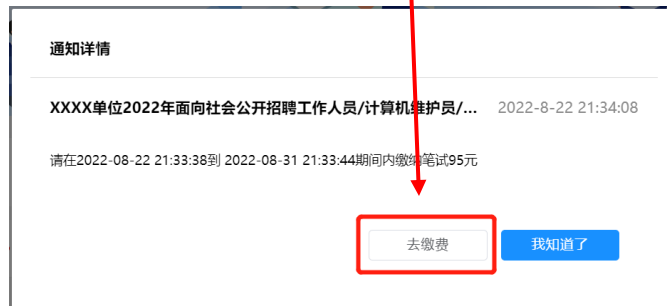 通知详情
XXXX单位2022年面向社会公开招聘工作人员/计算机维护员/... 2022-8-22 21:34:08
请在2022-08-22 21:33:38到 2022-08-31 21:33:44期间内缴纳笔试95元
去缴费 我知道了